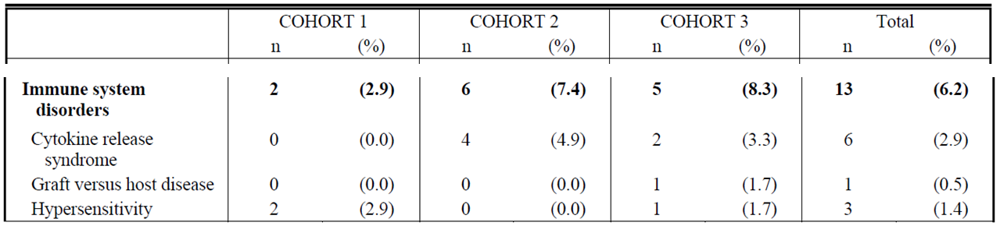 COHORT 1 COHORT 2 COHORT 3 Total
n (%) n (%) n (%) n (%)
Immune system 2 (2.9) 6 (7.4) 5 (8.3) 13 (6.2)
disorders
Cytokine release 0 (0.0) 4 (4.9) 2 (3.3) 6 (2.9)
syndrome
Graft versus host disease 0 (0.0) 0 (0.0) 1 (1.7) 1 (0.5)
Hypersensitivity 2 (2.9) 0 (0.0) 1 (1.7) 3 (1.4)